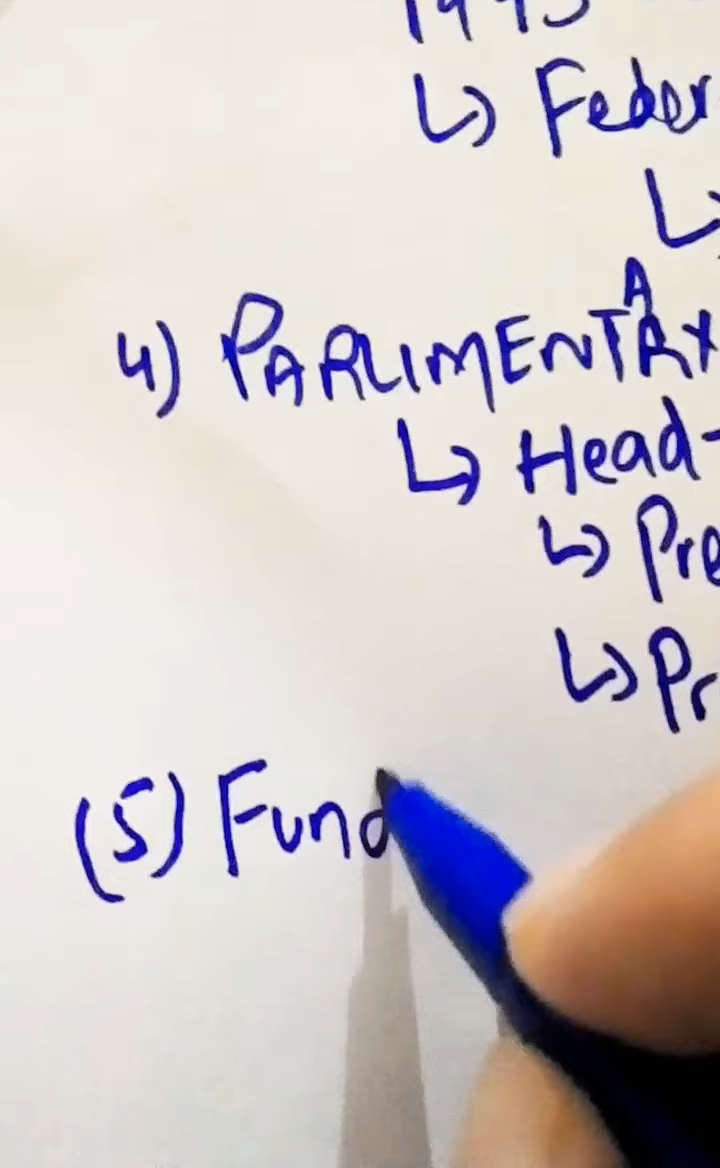 ↳ Feder
↳
4) PARLIMENTARY
↳ Head-
↳ Pre
↳ Pr
(5) Fund